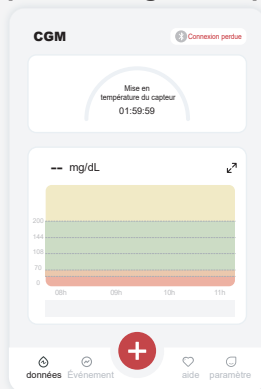 CGM
Connexion perdue
Mise en
température du capteur
01:59:59
-- mg/dL
200
144
108
70
0
08h 09h 10h 11h
données Événement aide paramètre